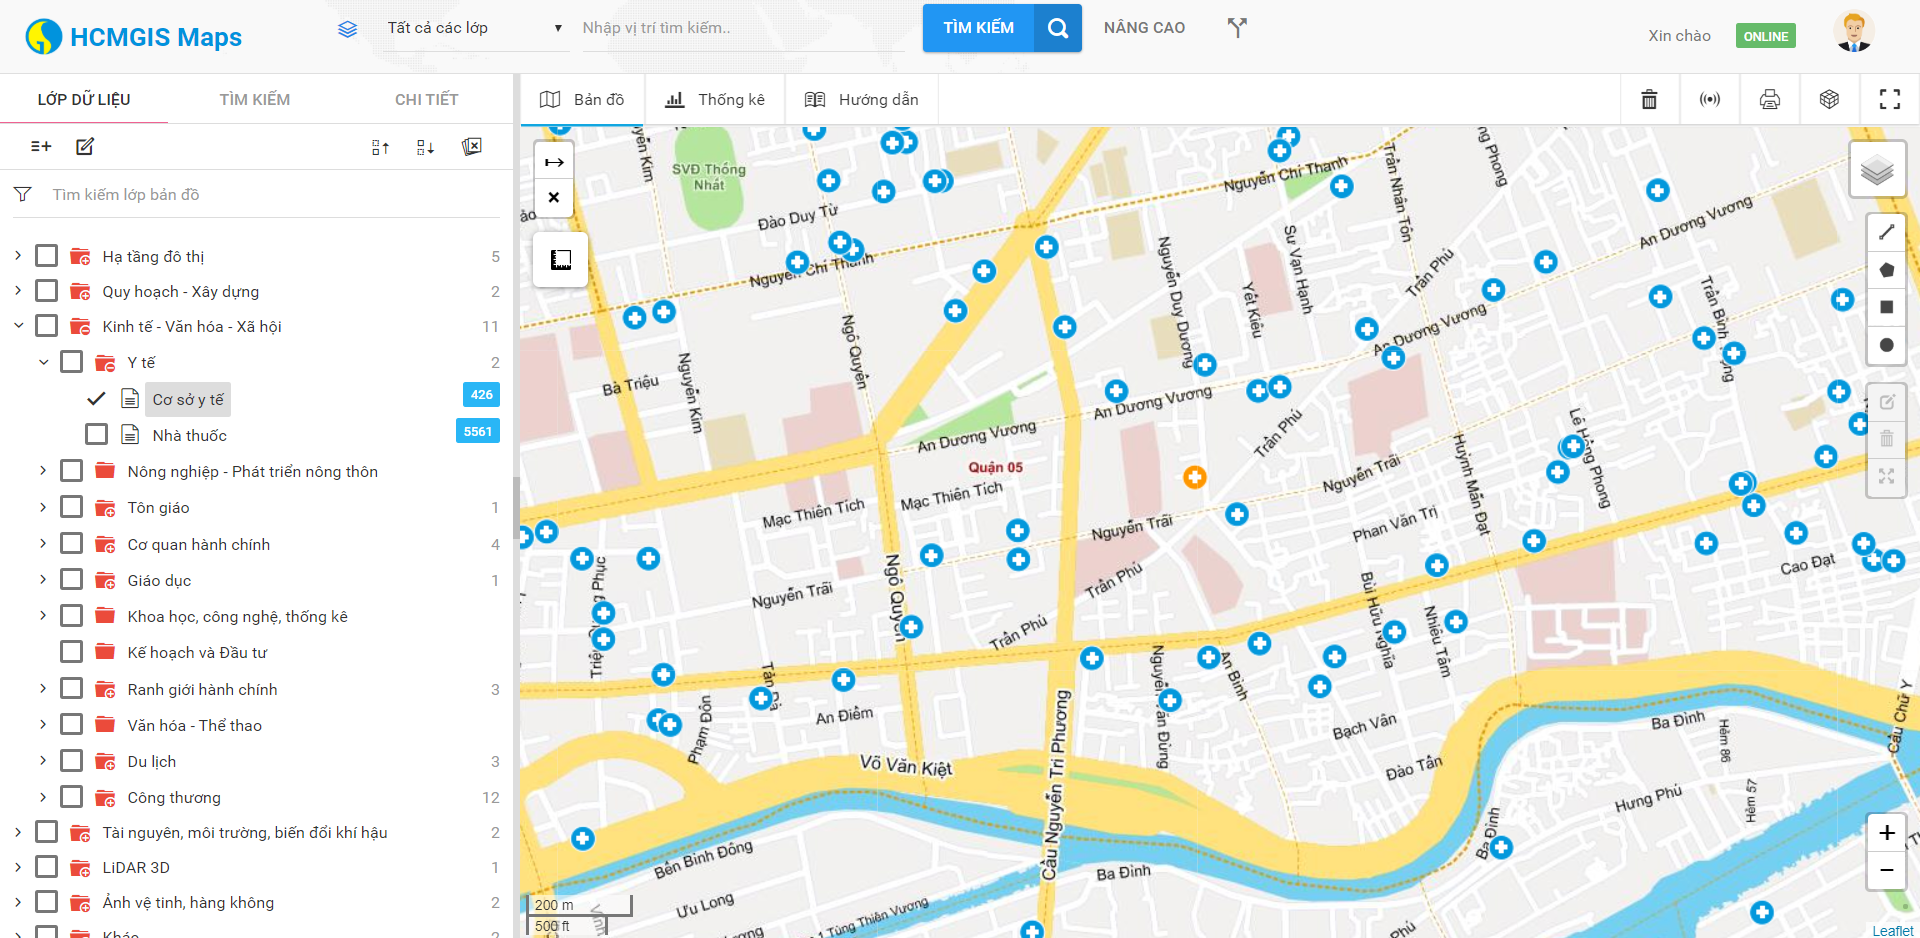 HCMGIS Maps
Tất cả các lớp
Nhập vị trí tìm kiếm..
TÌM KIẾM
NÂNG CAO
Xin chào
ONLINE
LỚP DỮ LIỆU
TÌM KIẾM
CHI TIẾT
Bản đồ
Thống kê
Hướng dẫn
Tìm kiếm lớp bản đồ
Hạ tầng đô thị 5
Quy hoạch - Xây dựng 2
Kinh tế - Văn hóa - Xã hội 11
Y tế 2
Cơ sở y tế 426
Nhà thuốc 5561
Nông nghiệp - Phát triển nông thôn
Tôn giáo 1
Cơ quan hành chính 4
Giáo dục 1
Khoa học, công nghệ, thống kê
Kế hoạch và Đầu tư
Ranh giới hành chính 3
Văn hóa - Thể thao
Du lịch 3
Công thương 12
Tài nguyên, môi trường, biến đổi khí hậu 2
LiDAR 3D 1
Ảnh vệ tinh, hàng không 2
Khác 2
SVĐ Thống
Nhất
Đào Duy Từ
Nguyễn Chí Thanh
Nguyễn Chí Thanh
Trần Nhân Tôn
ng Phong
An Dương Vương
Sư Vạn Hạnh
Trần Phú
Nguyễn Duy Dương
Yết Kiêu
An Dương Vương
Ngô Quyền
Bà Triệu
Nguyễn Kim
An Dương Vương
An Dương Vương
Trần Phú
Lê Hồng Phong
Quận 05
Mạc Thiên Tích
Mạc Thiên Tích
Nguyễn Trãi
Huỳnh Mẫn Đạt
Phan Văn Trị
Nguyễn Trãi
Ngô Quyền
Trần Phú
Cao Đạt
Nguyễn Trãi
Bùi Hữu Nghĩa
Nhiêu Tâm
Trần Phú
An Bình
Phạm Đôn
An Điềm
Cầu Nguyễn Tri Phương
Bạch Vân
Ba Đình
Hẻm 86
Cầu Chữ Y
Võ Văn Kiệt
Đào Tấn
Hưng Phú
Hẻm 57
Ba Đình
Bến Bình Đông
Ba Đình
Ưu Long
Tùng Thiện Vương
Phú
200 m
500 ft
Leaflet